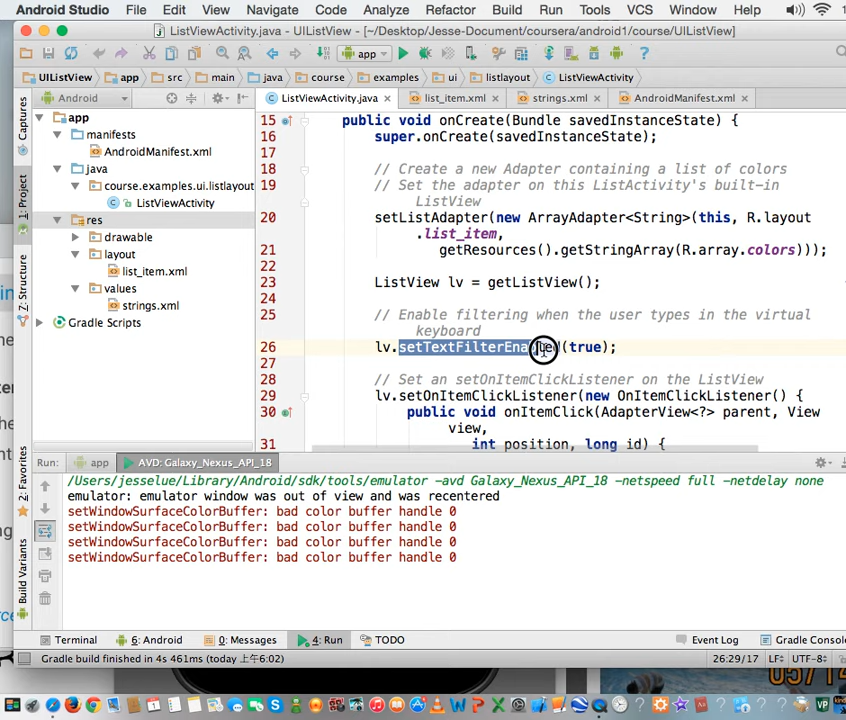 Android Studio File Edit View Navigate Code Analyze Refactor Build Run Tools VCS Window Help
ListViewActivity.java - UIListView - [~/Desktop/Jesse-Document/coursera/android1/course/UIListView]
app
UIListView app src main java course examples ui listlayout ListViewActivity
Android ListViewActivity.java list_item.xml strings.xml AndroidManifest.xml
Captures
1: Project
7: Structure
2: Favorites
Build Variants
app
manifests
AndroidManifest.xml
java
course.examples.ui.listlayout
ListViewActivity
res
drawable
layout
list_item.xml
values
strings.xml
Gradle Scripts
15 public void onCreate(Bundle savedInstanceState) {
16 super.onCreate(savedInstanceState);
17
18 // Create a new Adapter containing a list of colors
19 // Set the adapter on this ListActivity's built-in
ListView
20 setListAdapter(new ArrayAdapter<String>(this, R.layout
.list_item,
21 getResources().getStringArray(R.array.colors)));
22
23 ListView lv = getListView();
24
25 // Enable filtering when the user types in the virtual
keyboard
26 lv.setTextFilterEnabled(true);
27
28 // Set an setOnItemClickListener on the ListView
29 lv.setOnItemClickListener(new OnItemClickListener() {
30 public void onItemClick(AdapterView<?> parent, View
view,
31 int position, long id) {
Run: app AVD: Galaxy_Nexus_API_18
/Users/jesselue/Library/Android/sdk/tools/emulator -avd Galaxy_Nexus_API_18 -netspeed full -netdelay none
emulator: emulator window was out of view and was recentered
setWindowSurfaceColorBuffer: bad color buffer handle 0
setWindowSurfaceColorBuffer: bad color buffer handle 0
setWindowSurfaceColorBuffer: bad color buffer handle 0
setWindowSurfaceColorBuffer: bad color buffer handle 0
Terminal 6: Android 0: Messages 4: Run TODO Event Log Gradle Conso
Gradle build finished in 4s 461ms (today 上午6:02) 26:29/17 LF UTF-8